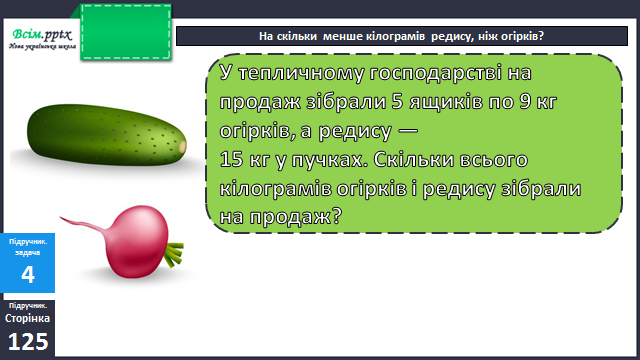 Всім.pptx
Нова українська школа
На скільки менше кілограмів редису, ніж огірків?
У тепличному господарстві на
продаж зібрали 5 ящиків по 9 кг
огірків, а редису —
15 кг у пучках. Скільки всього
кілограмів огірків і редису зібрали
на продаж?
Підручник.
задача
4
Підручник.
Сторінка
125